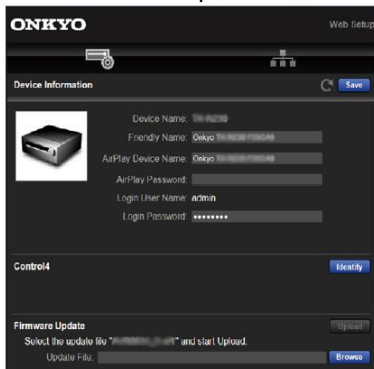 ONKYO
Web Setup
Device Information
Save
Device Name:
Friendly Name: Onkyo
AirPlay Device Name: Onkyo
AirPlay Password:
Login User Name: admin
Login Password: ••••••••
Control4
Identify
Firmware Update
Upload
Select the update file "" and start Upload.
Update File:
Browse